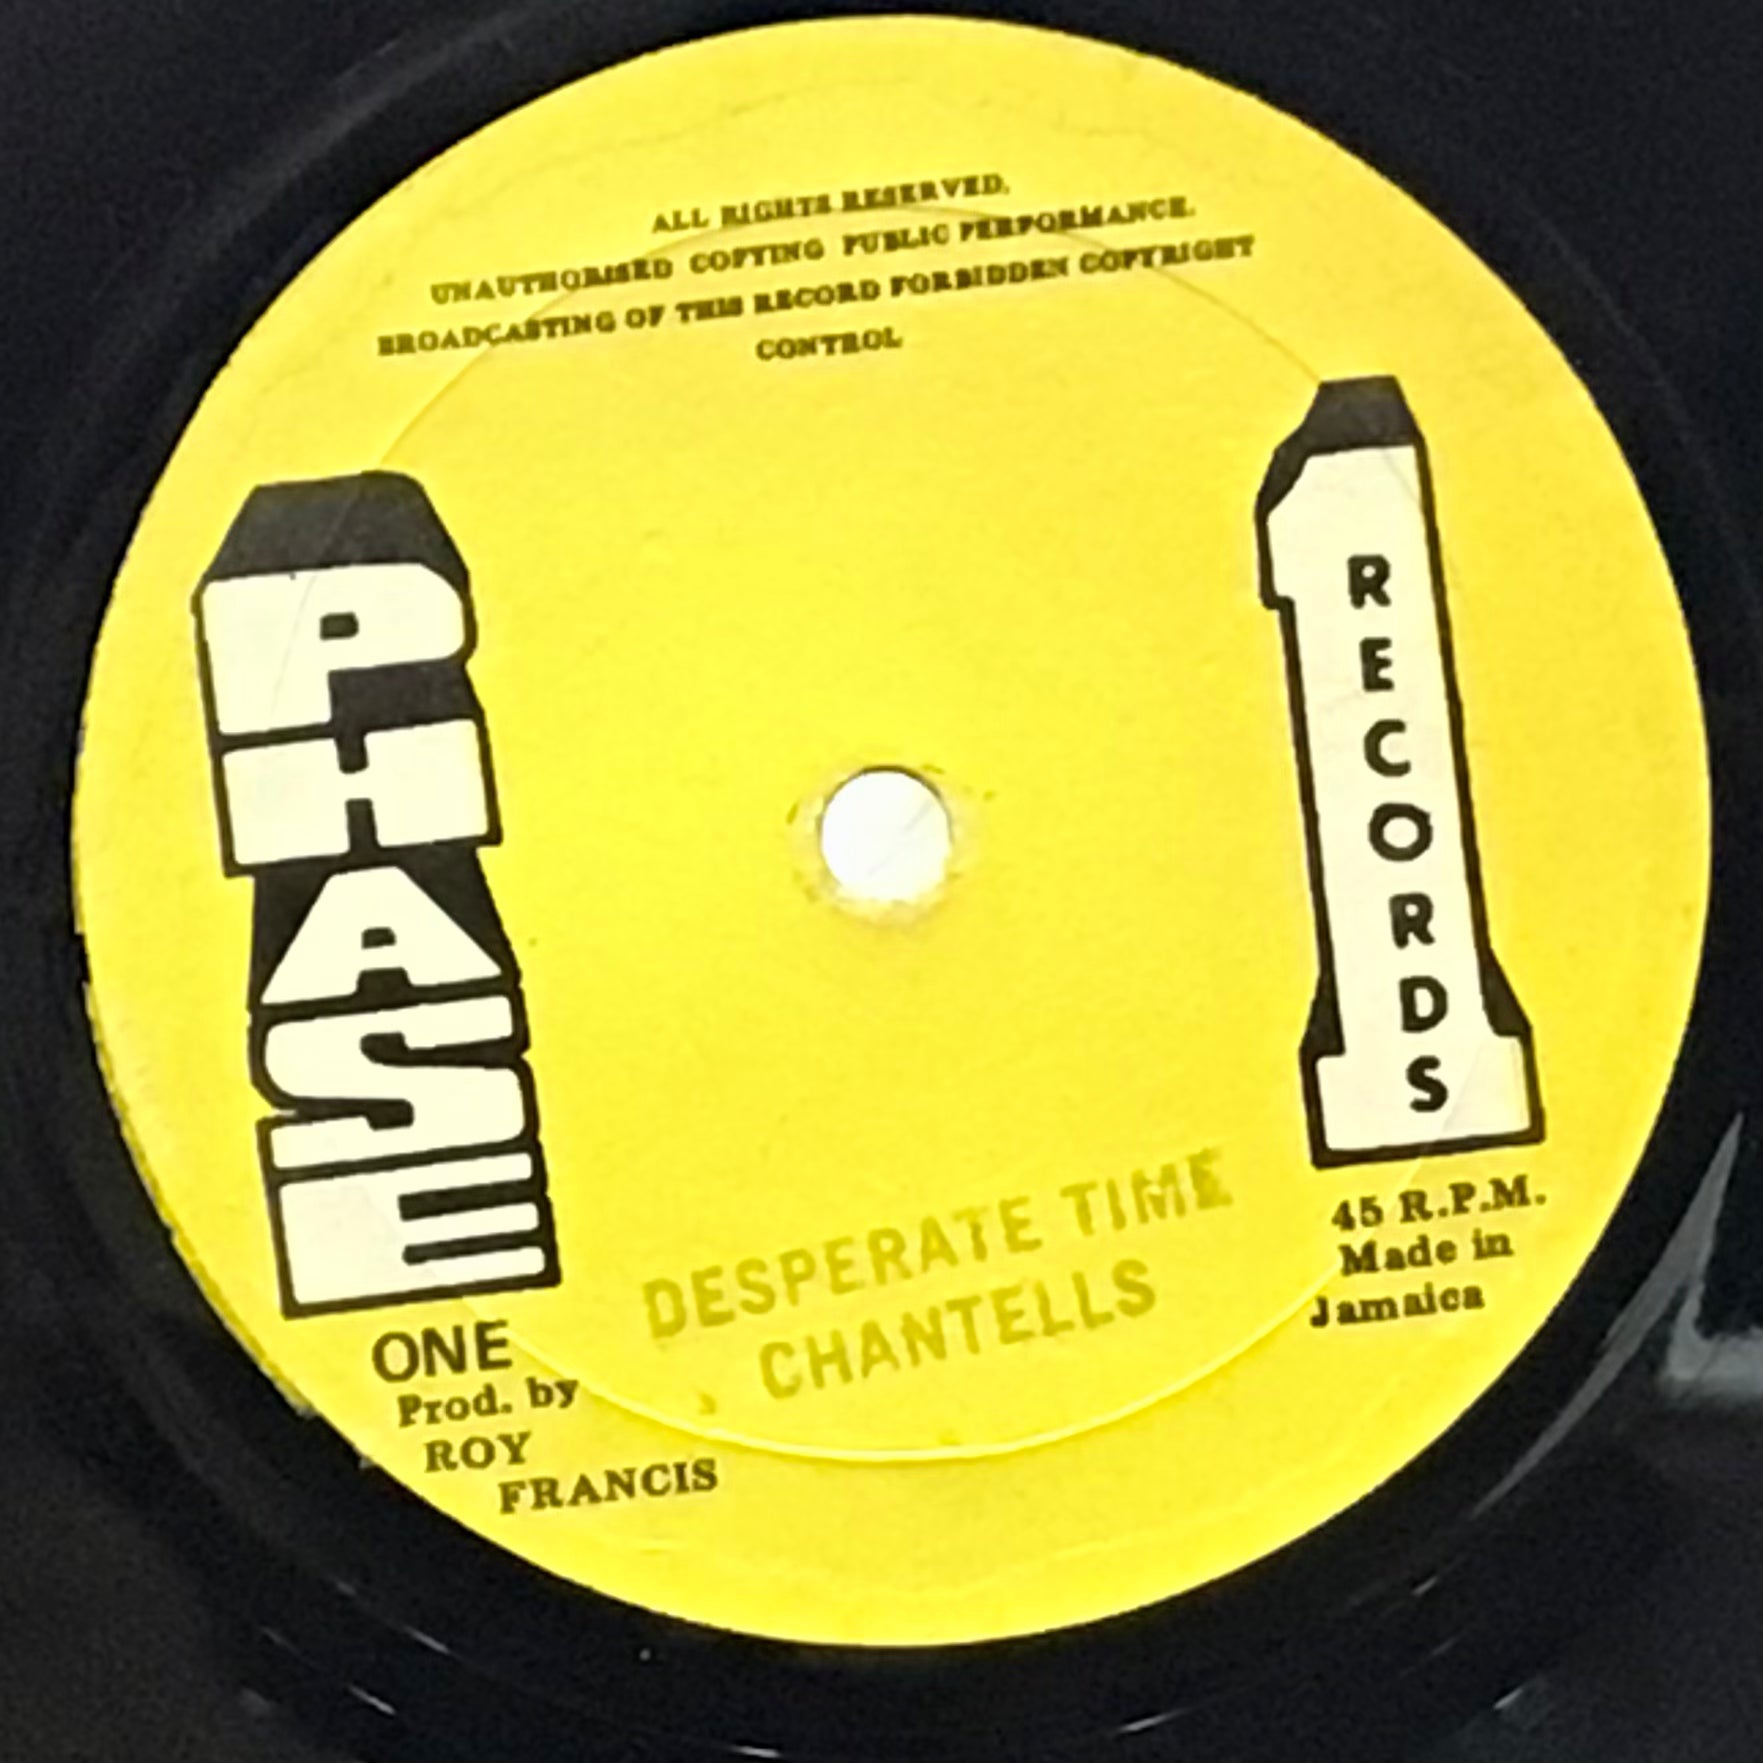 ALL RIGHTS RESERVED.
UNAUTHORISED COPYING PUBLIC PERFORMANCE.
BROADCASTING OF THIS RECORD FORBIDDEN COPYRIGHT
CONTROL
PHASE
1
RECORDS
DESPERATE TIME
CHANTELLS
45 R.P.M.
Made in
Jamaica
ONE
Prod. by
ROY
FRANCIS